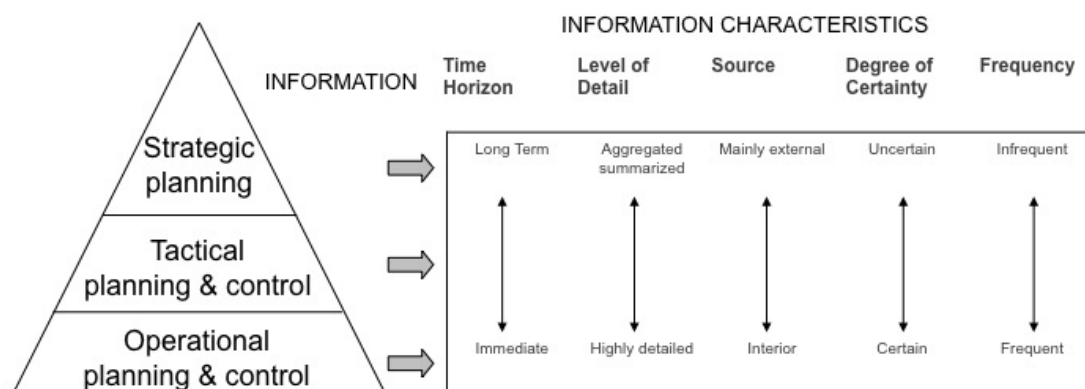 INFORMATION CHARACTERISTICS
INFORMATION
Time
Horizon
Level of
Detail
Source
Degree of
Certainty
Frequency
Strategic
planning
Long Term
Aggregated
summarized
Mainly external
Uncertain
Infrequent
Tactical
planning & control
Operational
planning & control
Immediate
Highly detailed
Interior
Certain
Frequent